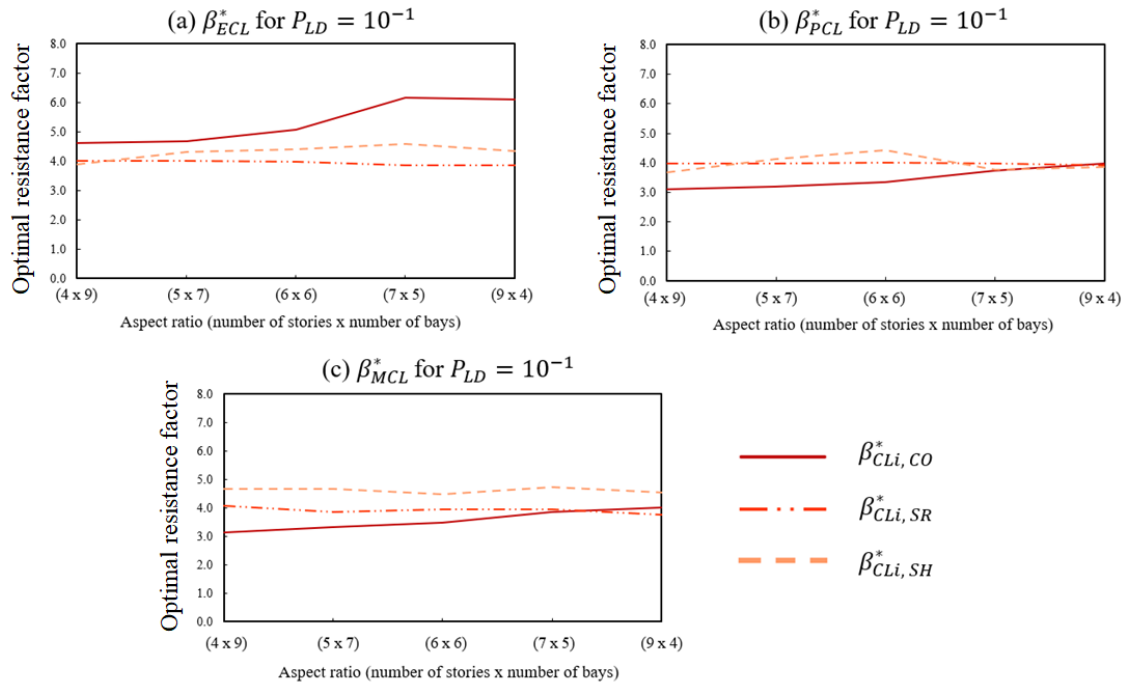 (a) β*ECL for PLD = 10⁻¹
Optimal resistance factor
8.0
7.0
6.0
5.0
4.0
3.0
2.0
1.0
0.0
(4 x 9) (5 x 7) (6 x 6) (7 x 5) (9 x 4)
Aspect ratio (number of stories x number of bays)
(b) β*PCL for PLD = 10⁻¹
Optimal resistance factor
8.0
7.0
6.0
5.0
4.0
3.0
2.0
1.0
0.0
(4 x 9) (5 x 7) (6 x 6) (7 x 5) (9 x 4)
Aspect ratio (number of stories x number of bays)
(c) β*MCL for PLD = 10⁻¹
Optimal resistance factor
8.0
7.0
6.0
5.0
4.0
3.0
2.0
1.0
0.0
(4 x 9) (5 x 7) (6 x 6) (7 x 5) (9 x 4)
Aspect ratio (number of stories x number of bays)
β*CLi, CO
β*CLi, SR
β*CLi, SH